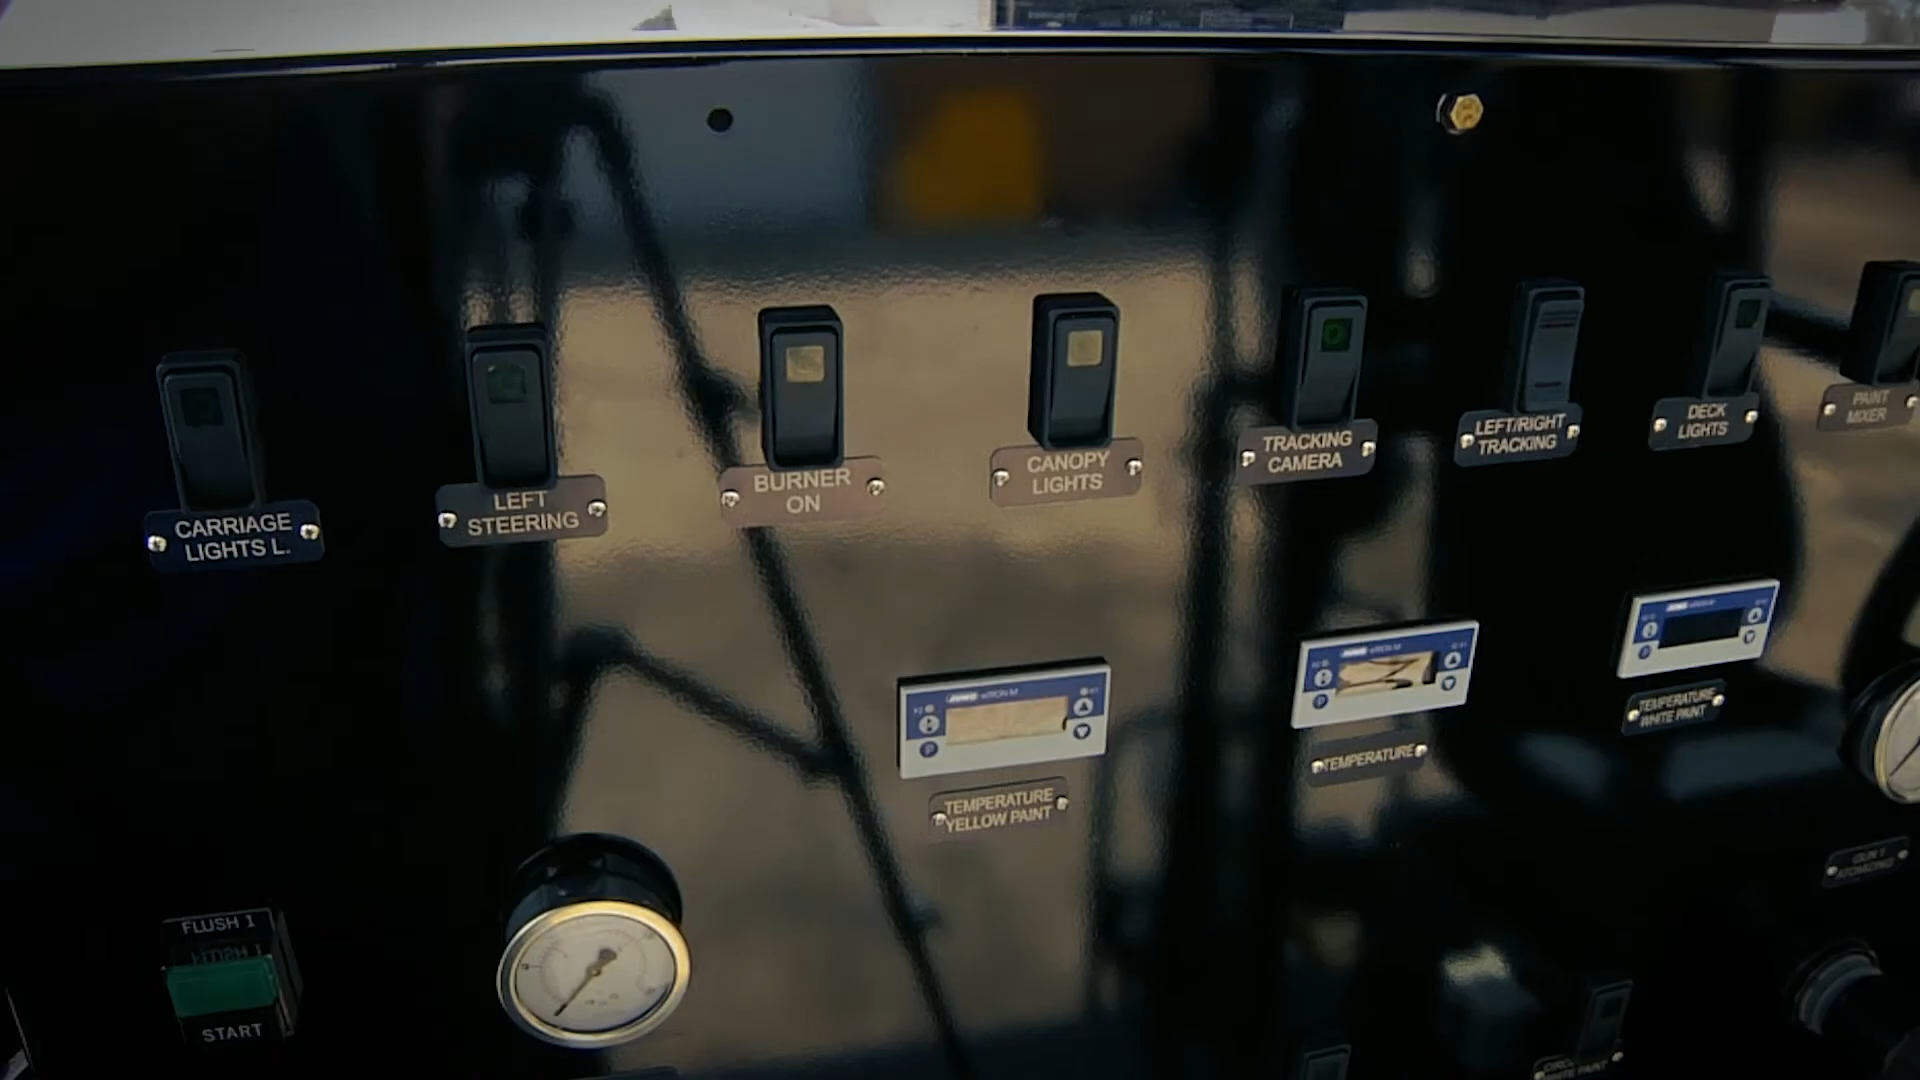 CARRIAGE
LIGHTS L.
LEFT
STEERING
BURNER
ON
CANOPY
LIGHTS
TRACKING
CAMERA
LEFT/RIGHT
TRACKING
DECK
LIGHTS
PAINT
MIXER
TEMPERATURE
YELLOW PAINT
TEMPERATURE
TEMPERATURE
WHITE PAINT
FLUSH 1
START